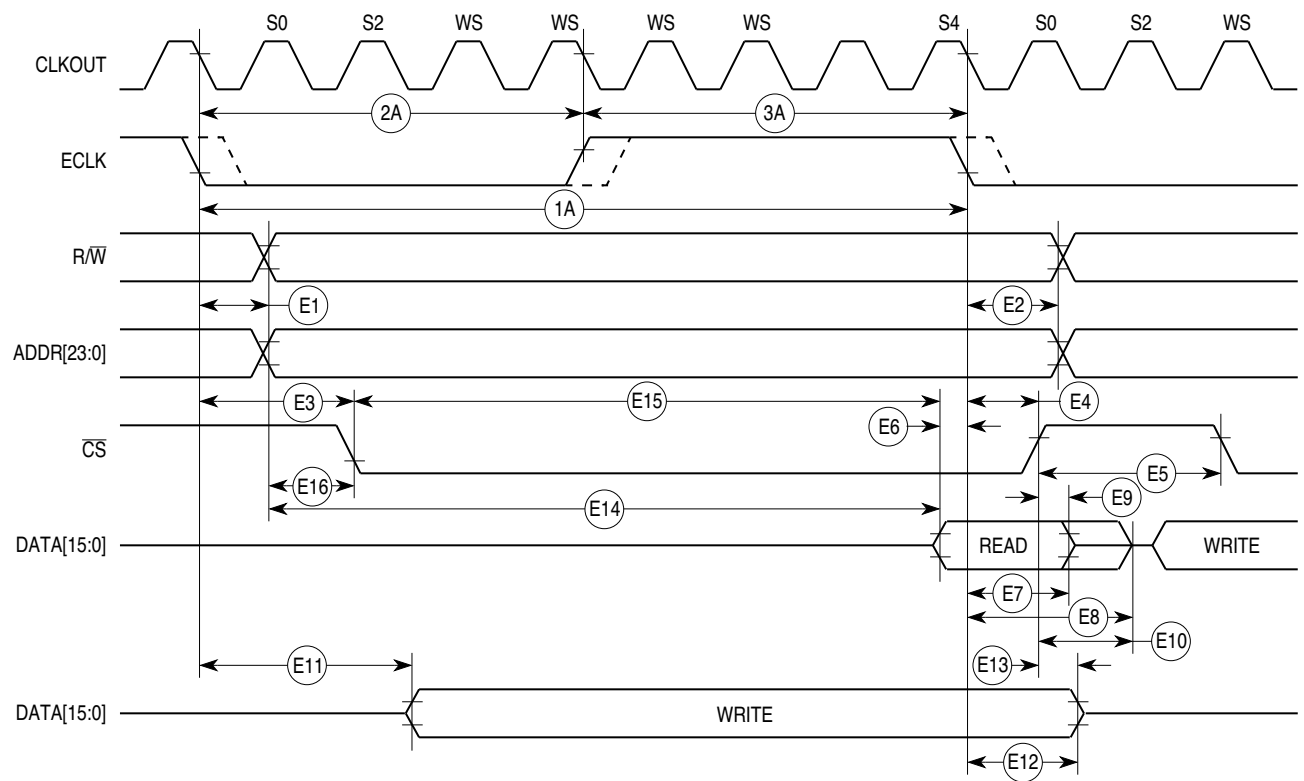 S0 S2 WS WS WS WS S4 S0 S2 WS
CLKOUT
2A 3A
ECLK
1A
R/W̅
E1 E2
ADDR[23:0]
E3 E15 E4
E6
C̅S̅
E16 E5
E9
E14
DATA[15:0] READ WRITE
E7
E8
E10
E11 E13
DATA[15:0] WRITE
E12